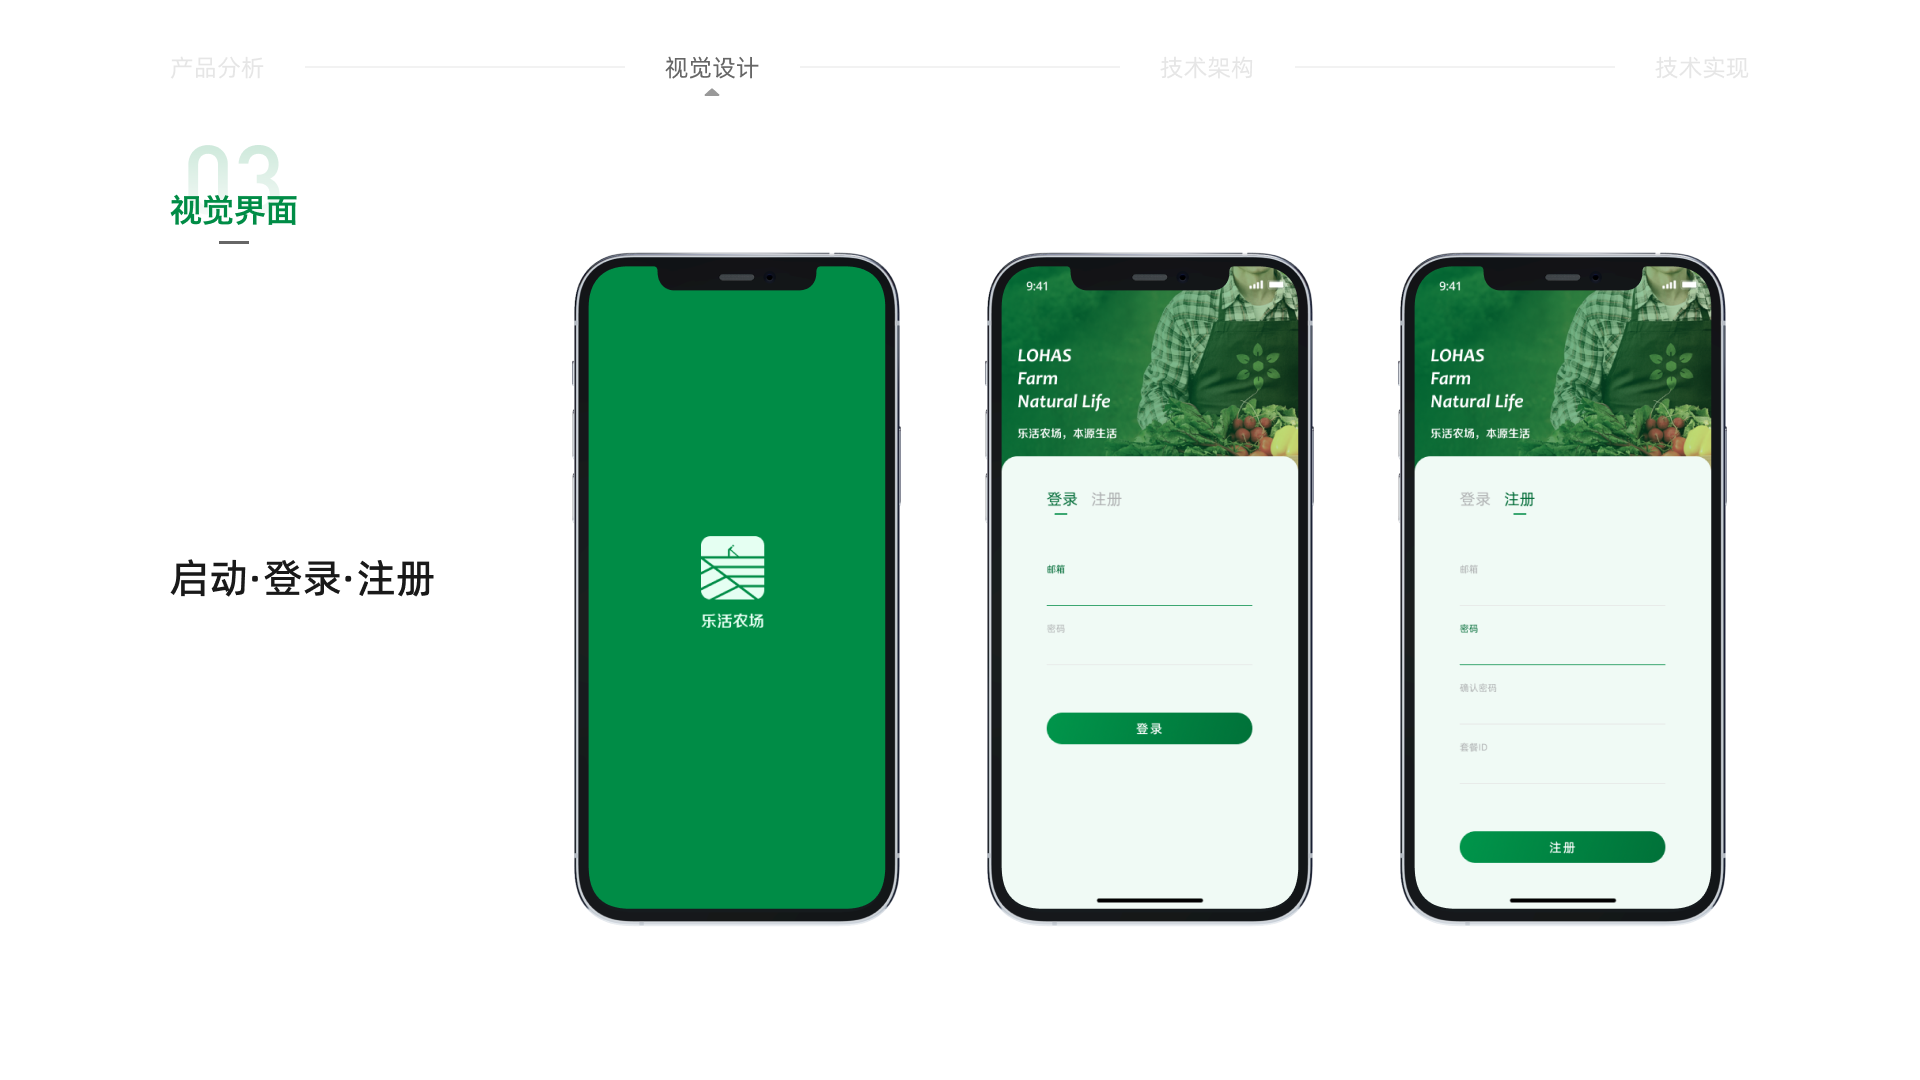 产品分析
视觉设计
技术架构
技术实现
03
视觉界面
启动·登录·注册
乐活农场
9:41
LOHAS
Farm
Natural Life
乐活农场，本源生活
登录 注册
邮箱
密码
登录
9:41
LOHAS
Farm
Natural Life
乐活农场，本源生活
登录 注册
邮箱
密码
确认密码
套餐ID
注册